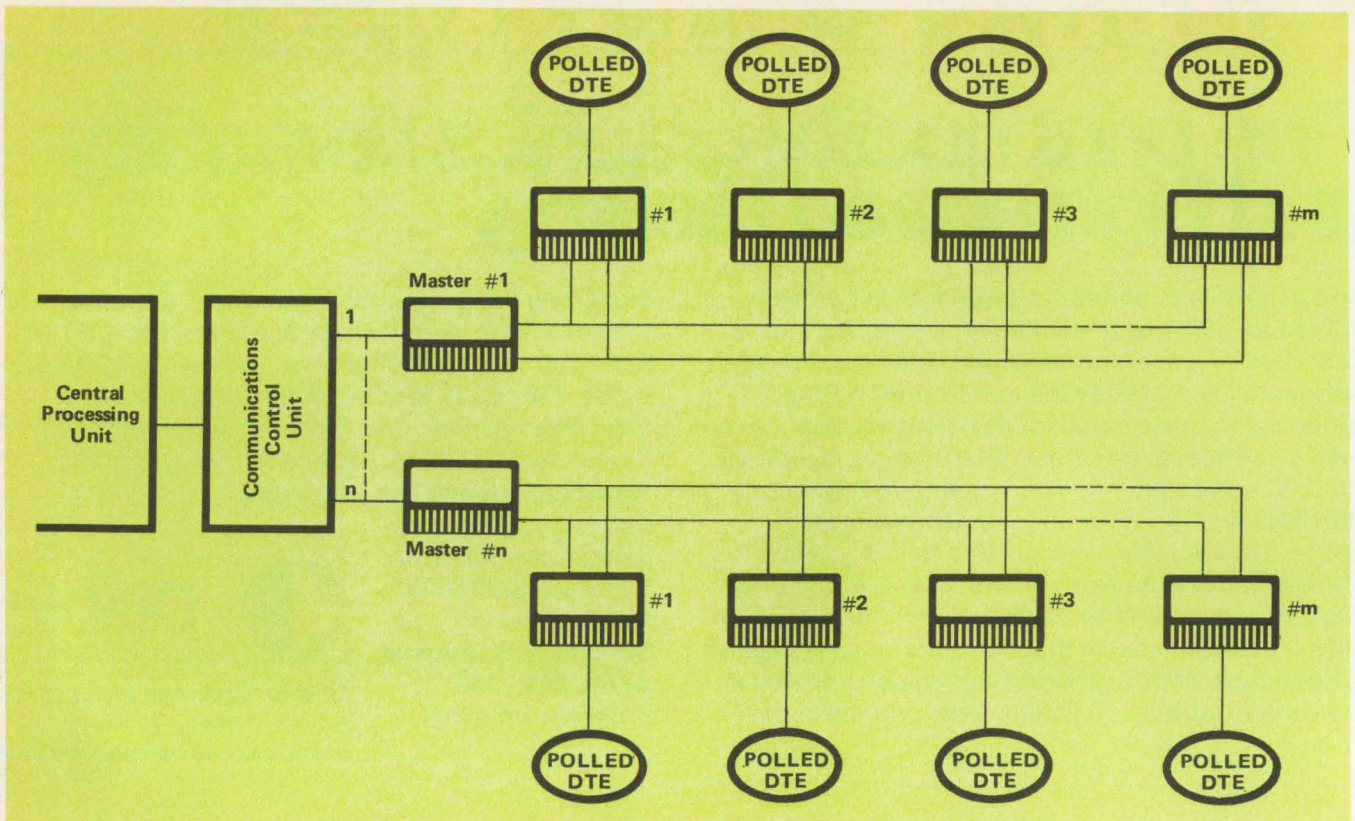 POLLED
DTE
POLLED
DTE
POLLED
DTE
POLLED
DTE
#1
#2
#3
#m
Master #1
1
Central
Processing
Unit
Communications
Control
Unit
n
Master #n
#1
#2
#3
#m
POLLED
DTE
POLLED
DTE
POLLED
DTE
POLLED
DTE